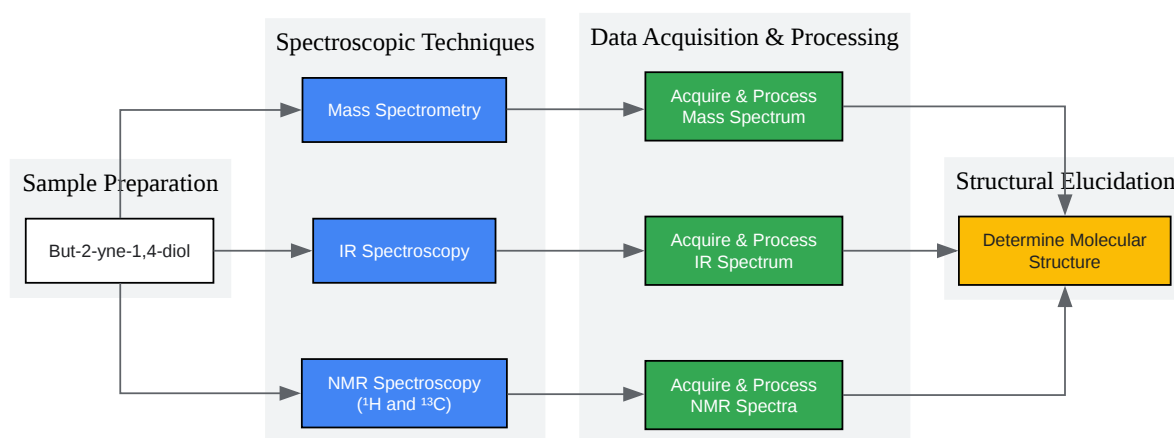 Spectroscopic Techniques
Data Acquisition & Processing
Mass Spectrometry
Acquire & Process
Mass Spectrum
Sample Preparation
Structural Elucidation
But-2-yne-1,4-diol
IR Spectroscopy
Acquire & Process
IR Spectrum
Determine Molecular
Structure
NMR Spectroscopy
(¹H and ¹³C)
Acquire & Process
NMR Spectra